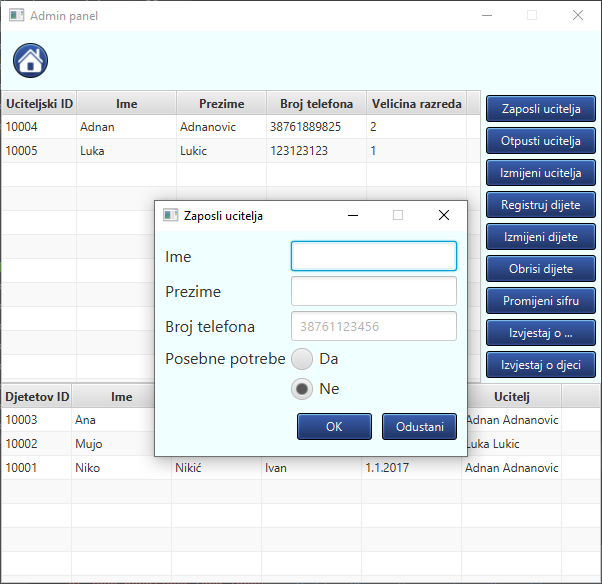 Admin panel
Uciteljski ID Ime Prezime Broj telefona Velicina razreda
10004 Adnan Adnanovic 38761889825 2
10005 Luka Lukic 123123123 1
Zaposli ucitelja
Otpusti ucitelja
Izmijeni ucitelja
Registruj dijete
Izmijeni dijete
Obrisi dijete
Promijeni sifru
Izvjestaj o ...
Izvjestaj o djeci
Zaposli ucitelja
Ime
Prezime
Broj telefona 38761123456
Posebne potrebe Da
Ne
OK Odustani
Djetetov ID Ime Ucitelj
10003 Ana Adnan Adnanovic
10002 Mujo Luka Lukic
10001 Niko Nikić Ivan 1.1.2017 Adnan Adnanovic